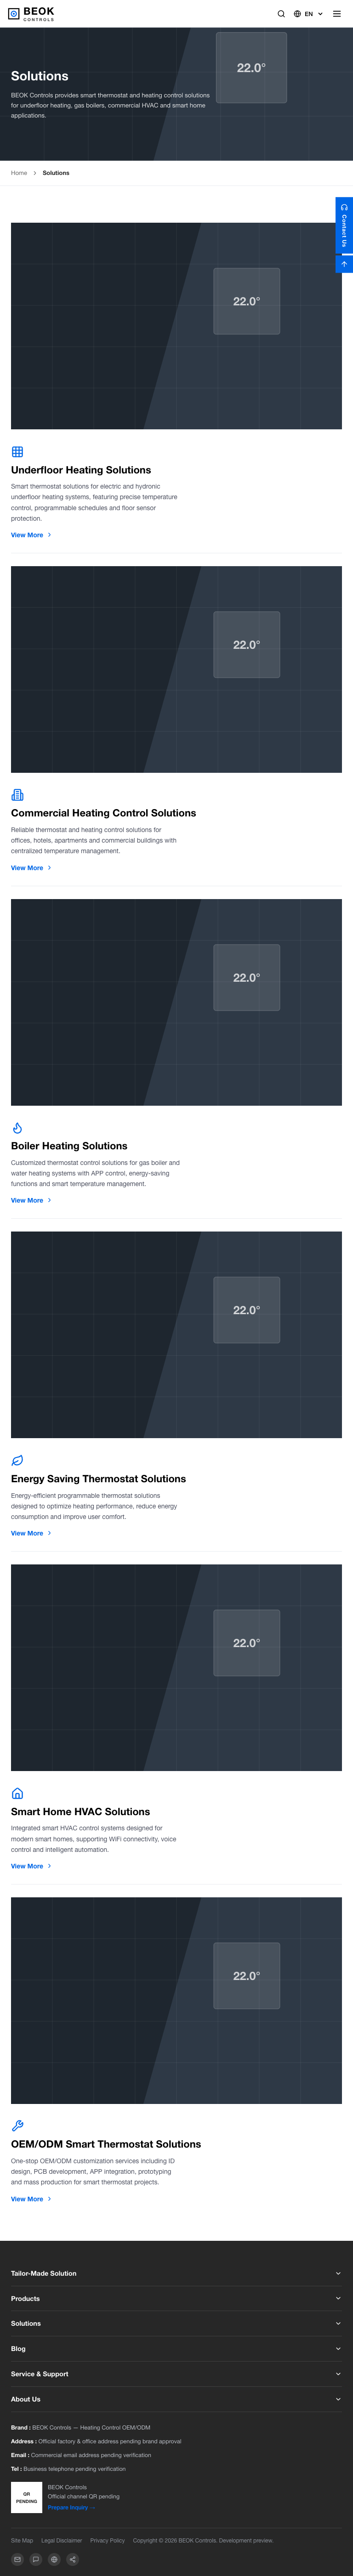 BEOK
CONTROLS
EN
22.0°
Solutions
BEOK Controls provides smart thermostat and heating control solutions
for underfloor heating, gas boilers, commercial HVAC and smart home
applications.
Home > Solutions
Contact Us
22.0°
Underfloor Heating Solutions
Smart thermostat solutions for electric and hydronic
underfloor heating systems, featuring precise temperature
control, programmable schedules and floor sensor
protection.
View More >
22.0°
Commercial Heating Control Solutions
Reliable thermostat and heating control solutions for
offices, hotels, apartments and commercial buildings with
centralized temperature management.
View More >
22.0°
Boiler Heating Solutions
Customized thermostat control solutions for gas boiler and
water heating systems with APP control, energy-saving
functions and smart temperature management.
View More >
22.0°
Energy Saving Thermostat Solutions
Energy-efficient programmable thermostat solutions
designed to optimize heating performance, reduce energy
consumption and improve user comfort.
View More >
22.0°
Smart Home HVAC Solutions
Integrated smart HVAC control systems designed for
modern smart homes, supporting WiFi connectivity, voice
control and intelligent automation.
View More >
22.0°
OEM/ODM Smart Thermostat Solutions
One-stop OEM/ODM customization services including ID
design, PCB development, APP integration, prototyping
and mass production for smart thermostat projects.
View More >
Tailor-Made Solution
Products
Solutions
Blog
Service & Support
About Us
Brand : BEOK Controls — Heating Control OEM/ODM
Address : Official factory & office address pending brand approval
Email : Commercial email address pending verification
Tel : Business telephone pending verification
QR
PENDING
BEOK Controls
Official channel QR pending
Prepare Inquiry →
Site Map Legal Disclaimer Privacy Policy Copyright © 2026 BEOK Controls. Development preview.